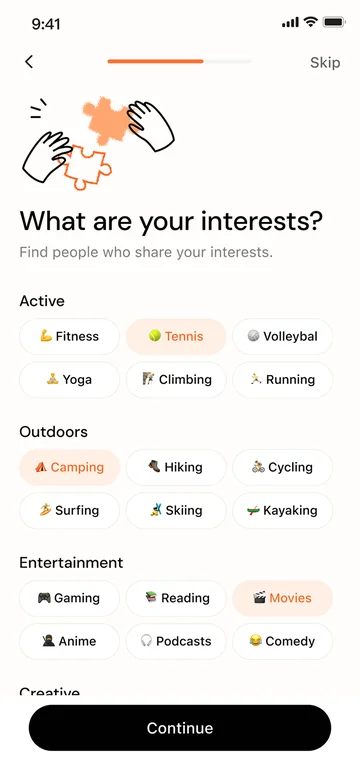 9:41
Skip
What are your interests?
Find people who share your interests.
Active
Fitness Tennis Volleybal
Yoga Climbing Running
Outdoors
Camping Hiking Cycling
Surfing Skiing Kayaking
Entertainment
Gaming Reading Movies
Anime Podcasts Comedy
Creative
Continue